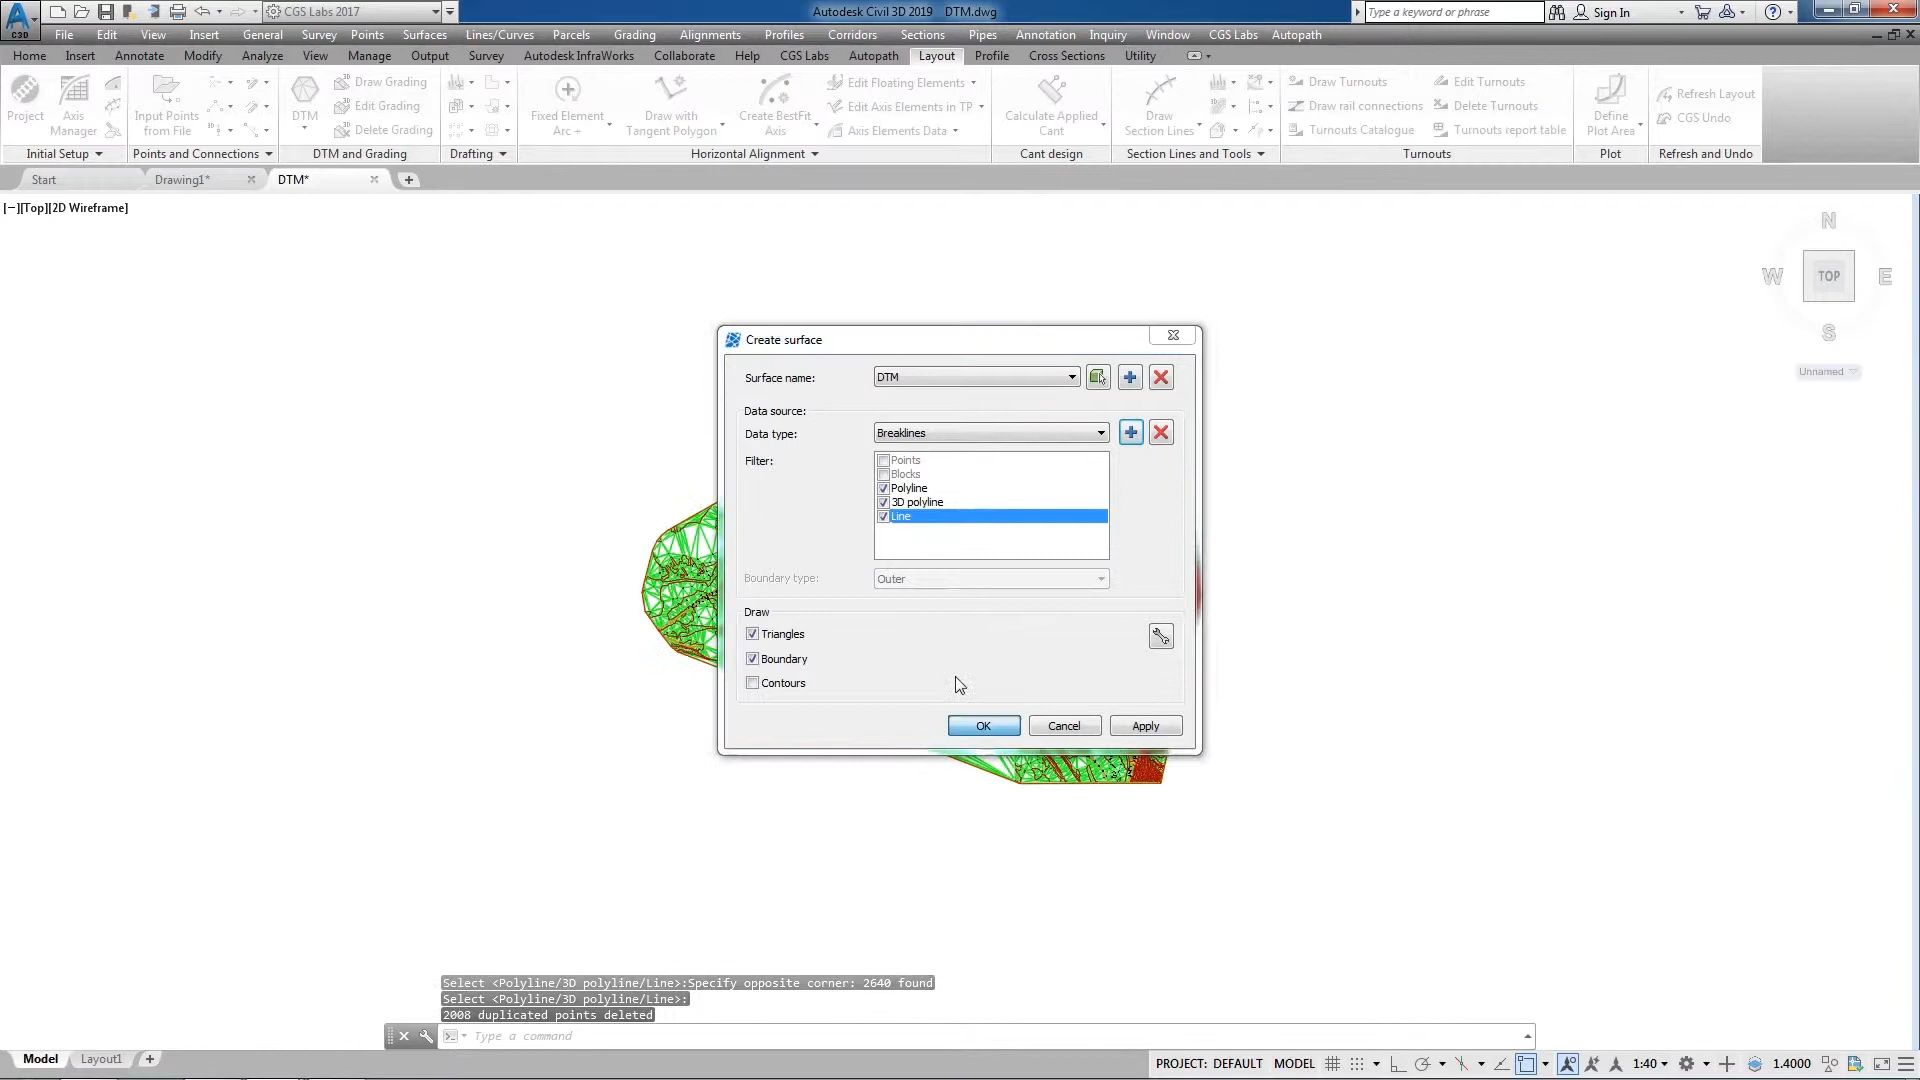 CGS Labs 2017
Autodesk Civil 3D 2019 DTM.dwg
Type a keyword or phrase
Sign In
C3D
File Edit View Insert General Survey Points Surfaces Lines/Curves Parcels Grading Alignments Profiles Corridors Sections Pipes Annotation Inquiry Window CGS Labs Autopath
Home Insert Annotate Modify Analyze View Manage Output Survey Autodesk InfraWorks Collaborate Help CGS Labs Autopath Layout Profile Cross Sections Utility
Project
Axis
Manager
Input Points
from File
DTM
Draw Grading
Edit Grading
Delete Grading
Fixed Element
Arc +
Draw with
Tangent Polygon
Create BestFit
Axis
Edit Floating Elements
Edit Axis Elements in TP
Axis Elements Data
Calculate Applied
Cant
Draw
Section Lines
Draw Turnouts
Draw rail connections
Turnouts Catalogue
Edit Turnouts
Delete Turnouts
Turnouts report table
Define
Plot Area
Refresh Layout
CGS Undo
Initial Setup Points and Connections DTM and Grading Drafting Horizontal Alignment Cant design Section Lines and Tools Turnouts Plot Refresh and Undo
Start Drawing1* DTM*
[−][Top][2D Wireframe]
N
W TOP E
S
Unnamed
Create surface
Surface name: DTM
Data source:
Data type: Breaklines
Filter:
Points
Blocks
Polyline
3D polyline
Line
Boundary type: Outer
Draw
Triangles
Boundary
Contours
OK Cancel Apply
Select <Polyline/3D polyline/Line>:Specify opposite corner: 2640 found
Select <Polyline/3D polyline/Line>:
2008 duplicated points deleted
Type a command
Model Layout1
PROJECT: DEFAULT MODEL 1:40 1.4000